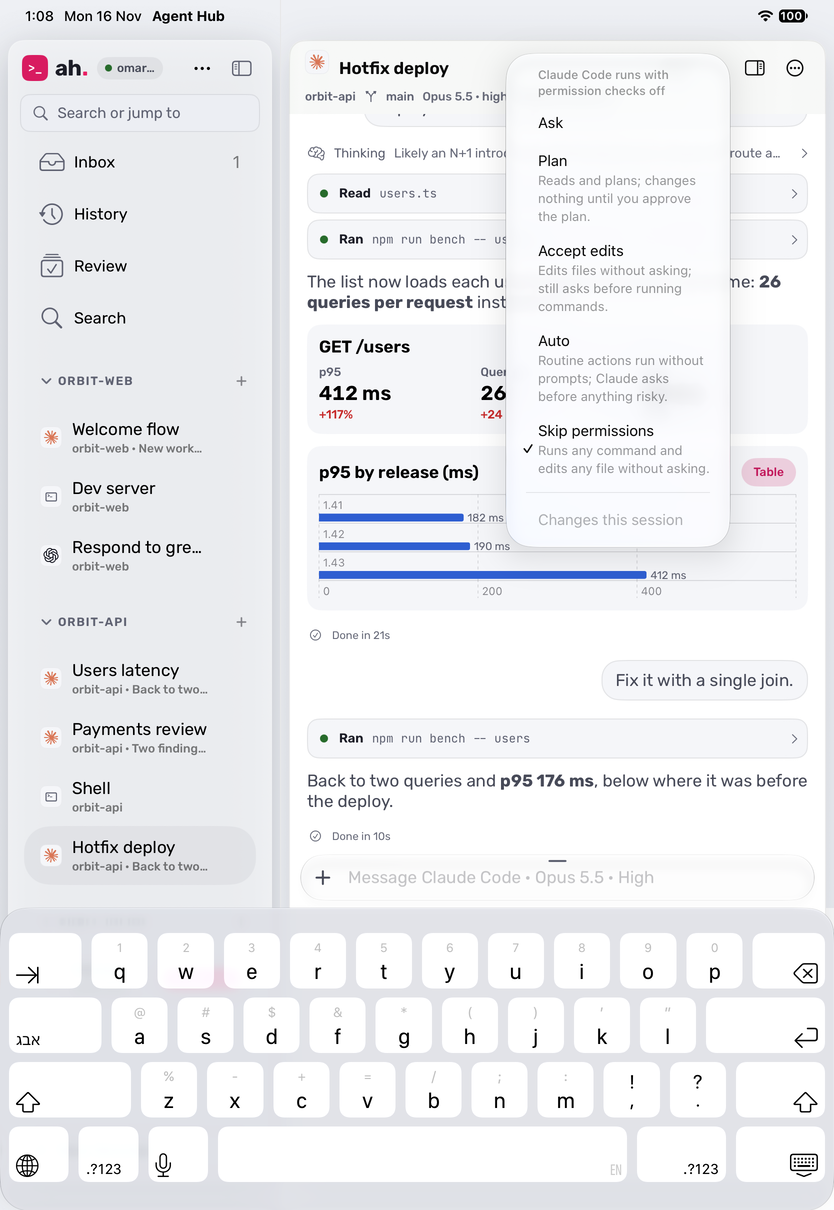 1:08 Mon 16 Nov Agent Hub
100
>_ ah. omar...
Search or jump to
Inbox 1
History
Review
Search
ORBIT-WEB
Welcome flow
orbit-web • New work...
Dev server
orbit-web
Respond to gre...
orbit-web
ORBIT-API
Users latency
orbit-api • Back to two...
Payments review
orbit-api • Two finding...
Shell
orbit-api
Hotfix deploy
orbit-api • Back to two...
Hotfix deploy
orbit-api main Opus 5.5 • high
Thinking Likely an N+1 route a...
Read users.ts
Ran npm run bench --
The list now loads each 26
queries per request
GET /users
p95
412 ms
+117%
26
+24
p95 by release (ms)
Table
1.41
182 ms
1.42
190 ms
1.43
412 ms
0 200 400
Done in 21s
Fix it with a single join.
Ran npm run bench -- users
Back to two queries and p95 176 ms, below where it was before
the deploy.
Done in 10s
Message Claude Code • Opus 5.5 • High
Claude Code runs with
permission checks off
Ask
Plan
Reads and plans; changes
nothing until you approve
the plan.
Accept edits
Edits files without asking;
still asks before running
commands.
Auto
Routine actions run without
prompts; Claude asks
before anything risky.
Skip permissions
Runs any command and
edits any file without asking.
Changes this session
1 2 3 4 5 6 7 8 9 0
q w e r t y u i o p
@ # $ & * ( ) ' "
אבג a s d f g h j k l
% - + = / ; : ! ?
z x c v b n m , .
.?123 EN .?123